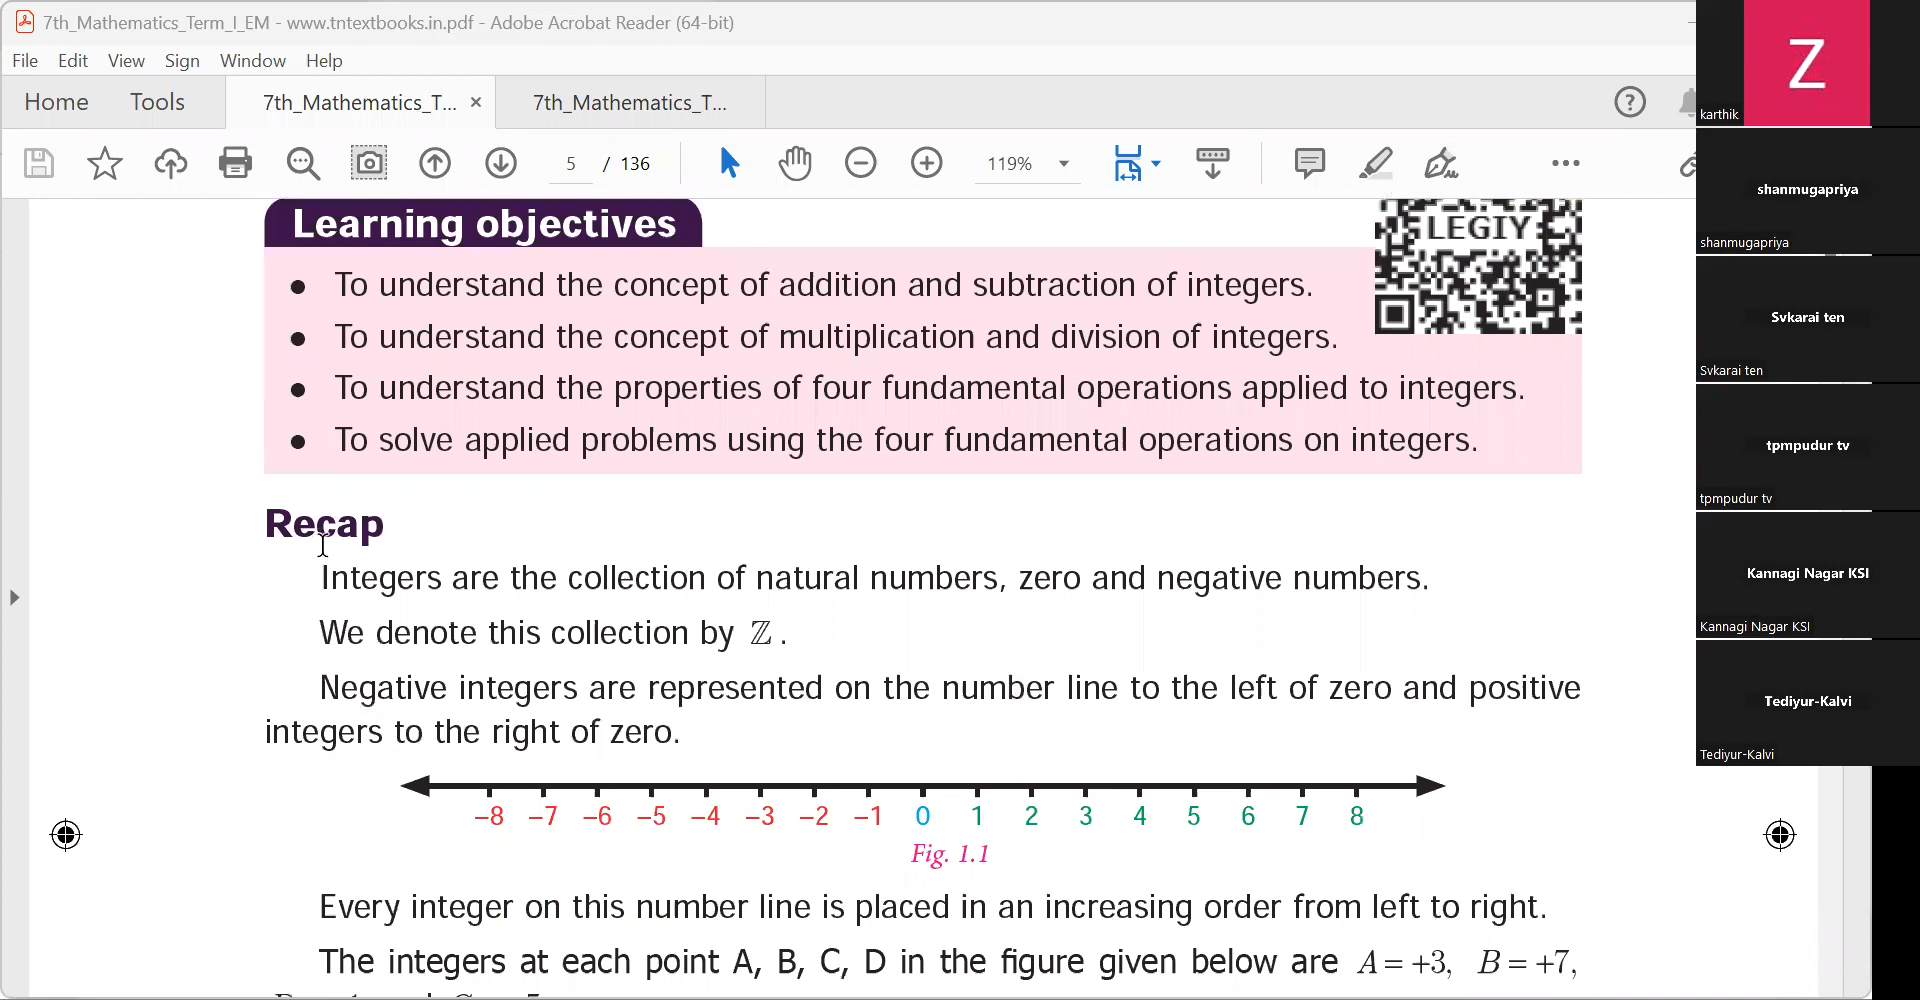 7th_Mathematics_Term_I_EM - www.tntextbooks.in.pdf - Adobe Acrobat Reader (64-bit)
File Edit View Sign Window Help
Home Tools 7th_Mathematics_T... × 7th_Mathematics_T...
5 / 136 119%
Learning objectives
LEGIY
● To understand the concept of addition and subtraction of integers.
● To understand the concept of multiplication and division of integers.
● To understand the properties of four fundamental operations applied to integers.
● To solve applied problems using the four fundamental operations on integers.
Recap
Integers are the collection of natural numbers, zero and negative numbers.
We denote this collection by ℤ .
Negative integers are represented on the number line to the left of zero and positive
integers to the right of zero.
–8 –7 –6 –5 –4 –3 –2 –1 0 1 2 3 4 5 6 7 8
Fig. 1.1
Every integer on this number line is placed in an increasing order from left to right.
The integers at each point A, B, C, D in the figure given below are A = +3, B = +7,
Z
karthik
shanmugapriya
shanmugapriya
Svkarai ten
Svkarai ten
tpmpudur tv
tpmpudur tv
Kannagi Nagar KSI
Kannagi Nagar KSI
Tediyur-Kalvi
Tediyur-Kalvi